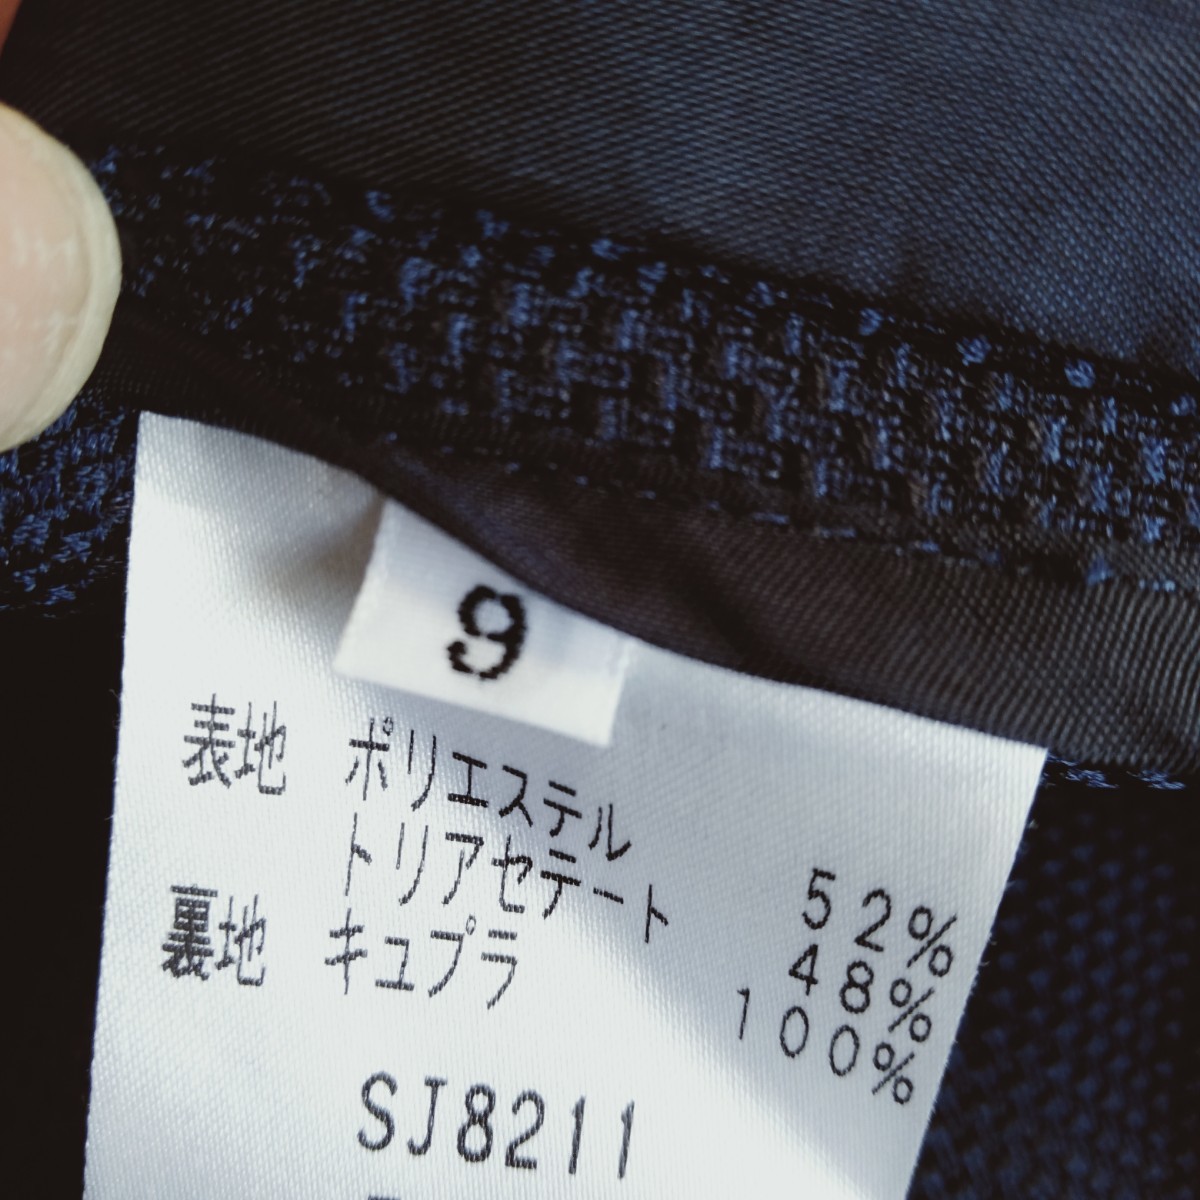 9
表地 ポリエステル 52%
トリアセテート 48%
裏地 キュプラ 100%
SJ8211